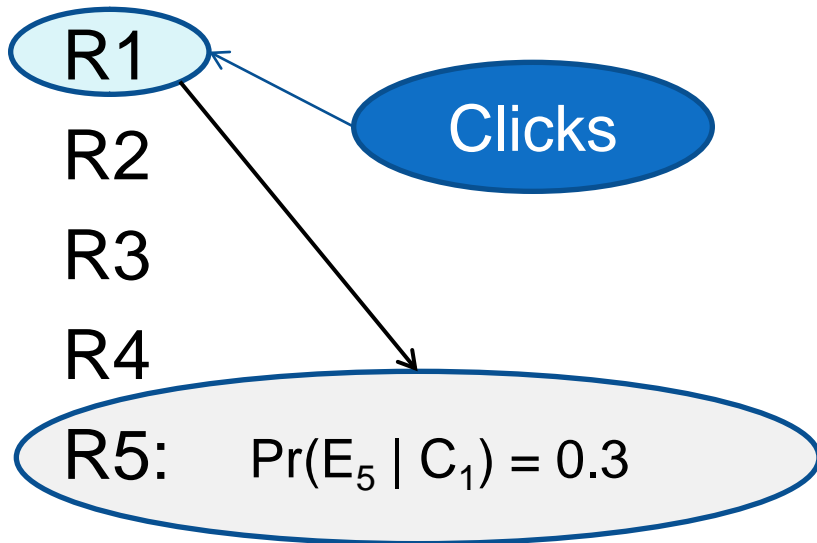 R1
Clicks
R2
R3
R4
R5: Pr(E₅ | C₁) = 0.3